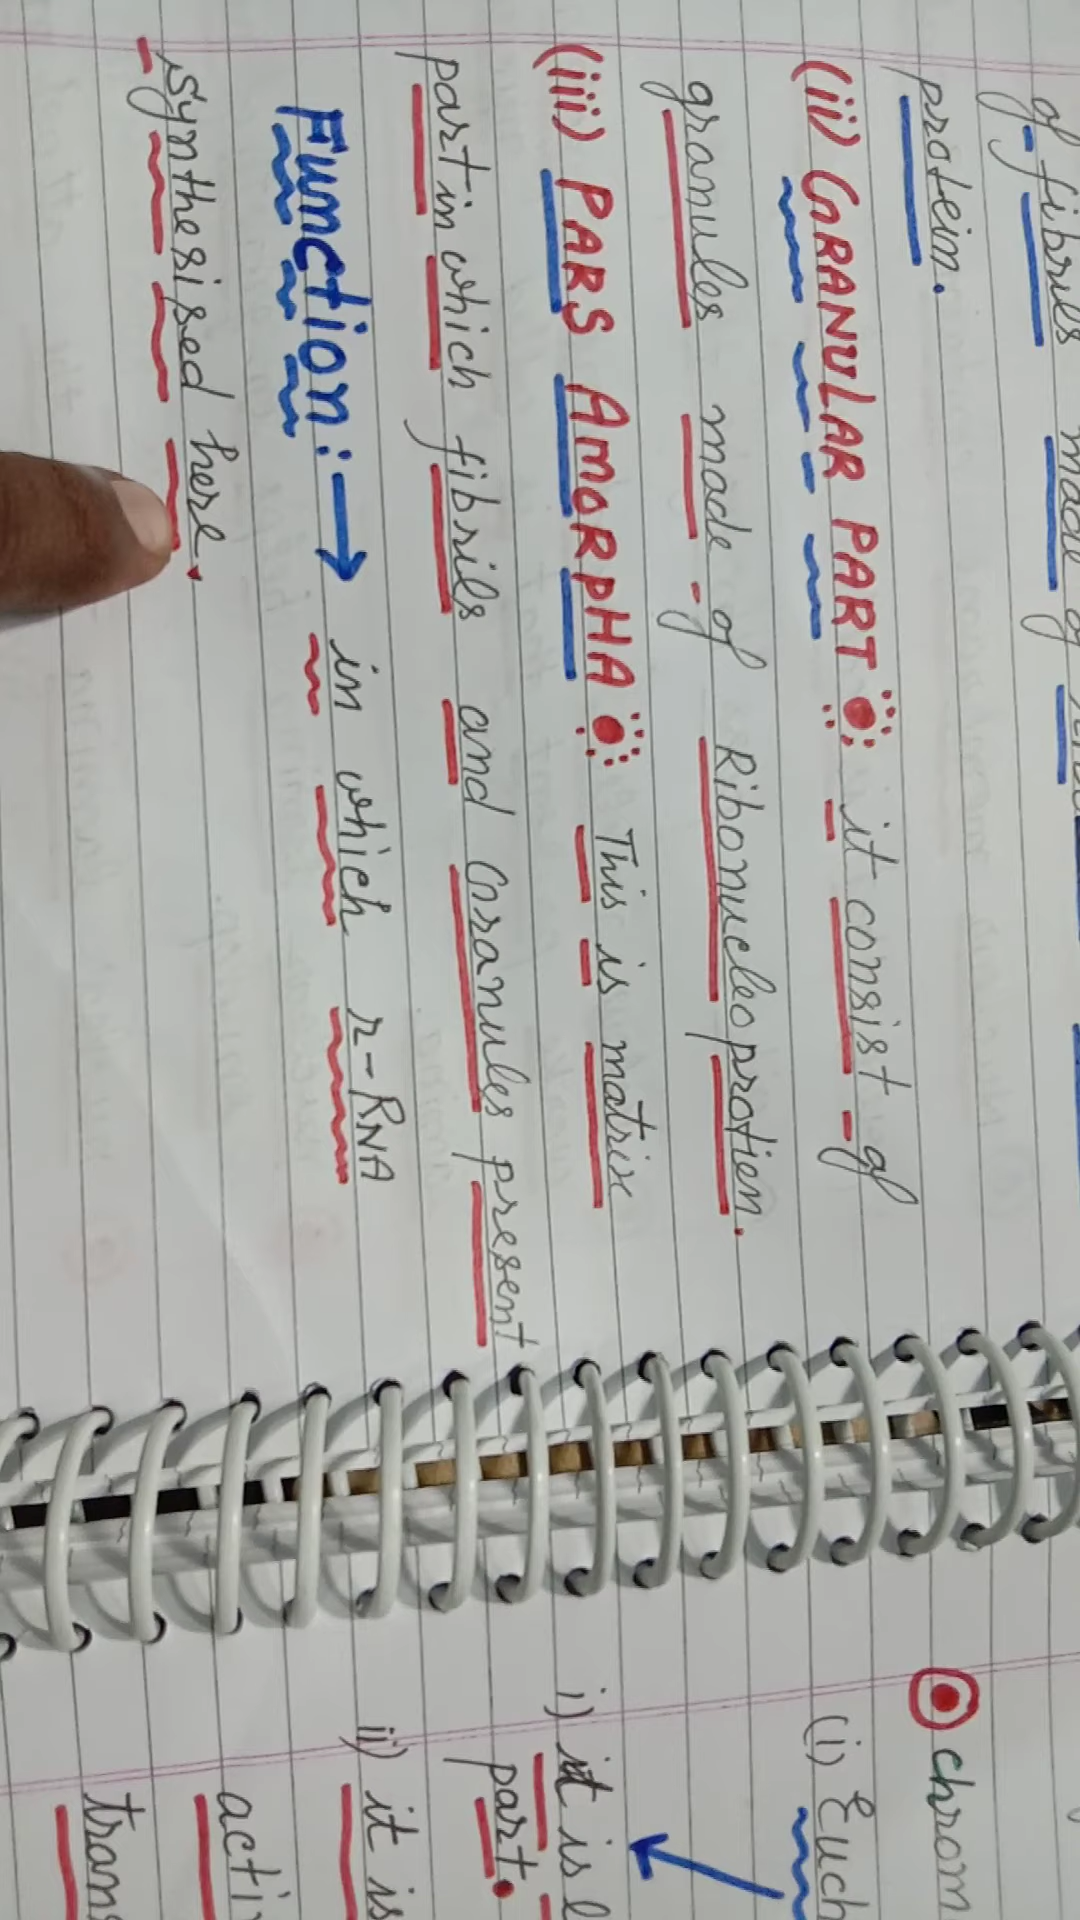 of fibrils made of
protein.
(ii) GRANULAR PART : it consist of
granules made of Ribonucleoprotien.
(iii) PARS AMORPHA : This is matrix
part in which fibrils and Granules present
Function :→ in which r-RNA
isynthesised here.
chrom
(i) Euch
i) it is l
part.
ii) it is
acti
trans